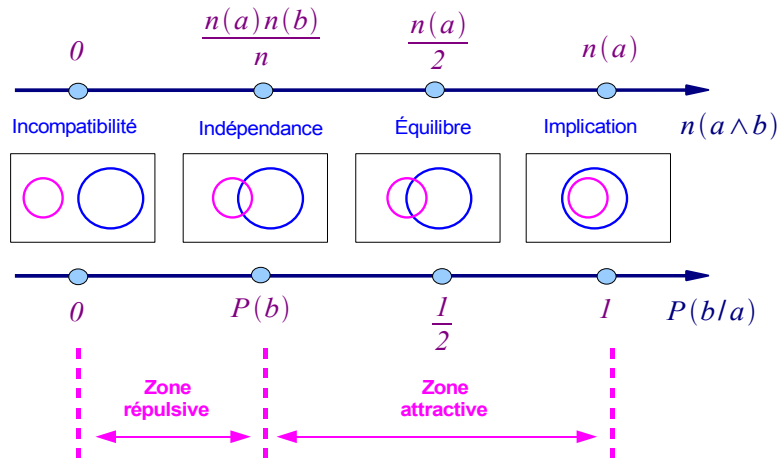 0
n(a)n(b)
n
n(a)
2
n(a)
Incompatibilité
Indépendance
Équilibre
Implication
n(a∧b)
0
P(b)
1
2
1
P(b/a)
Zone
répulsive
Zone
attractive